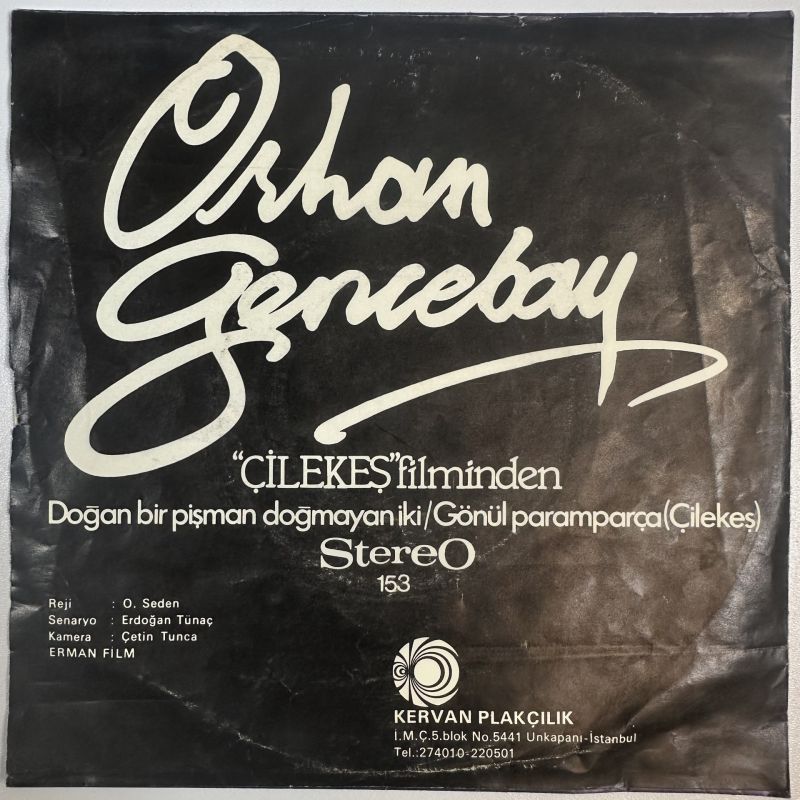 Orhan
Gencebay
"ÇİLEKEŞ" filminden
Doğan bir pişman doğmayan iki/Gönül paramparça (Çilekeş)
Stereo
153
Reji : O. Seden
Senaryo : Erdoğan Tünaç
Kamera : Çetin Tunca
ERMAN FİLM
KERVAN PLAKÇILIK
İ.M.Ç.5.blok No.5441 Unkapanı-İstanbul
Tel.:274010-220501